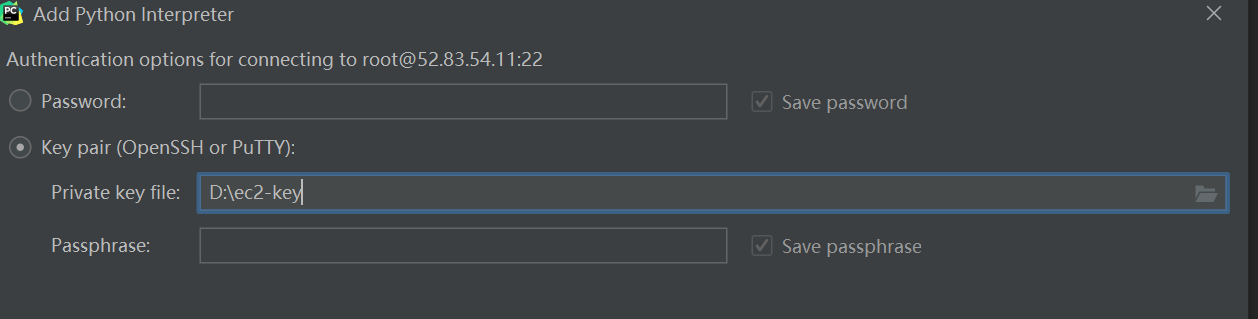 PC Add Python Interpreter
Authentication options for connecting to root@52.83.54.11:22
Password: Save password
Key pair (OpenSSH or PuTTY):
Private key file: D:\ec2-key
Passphrase: Save passphrase